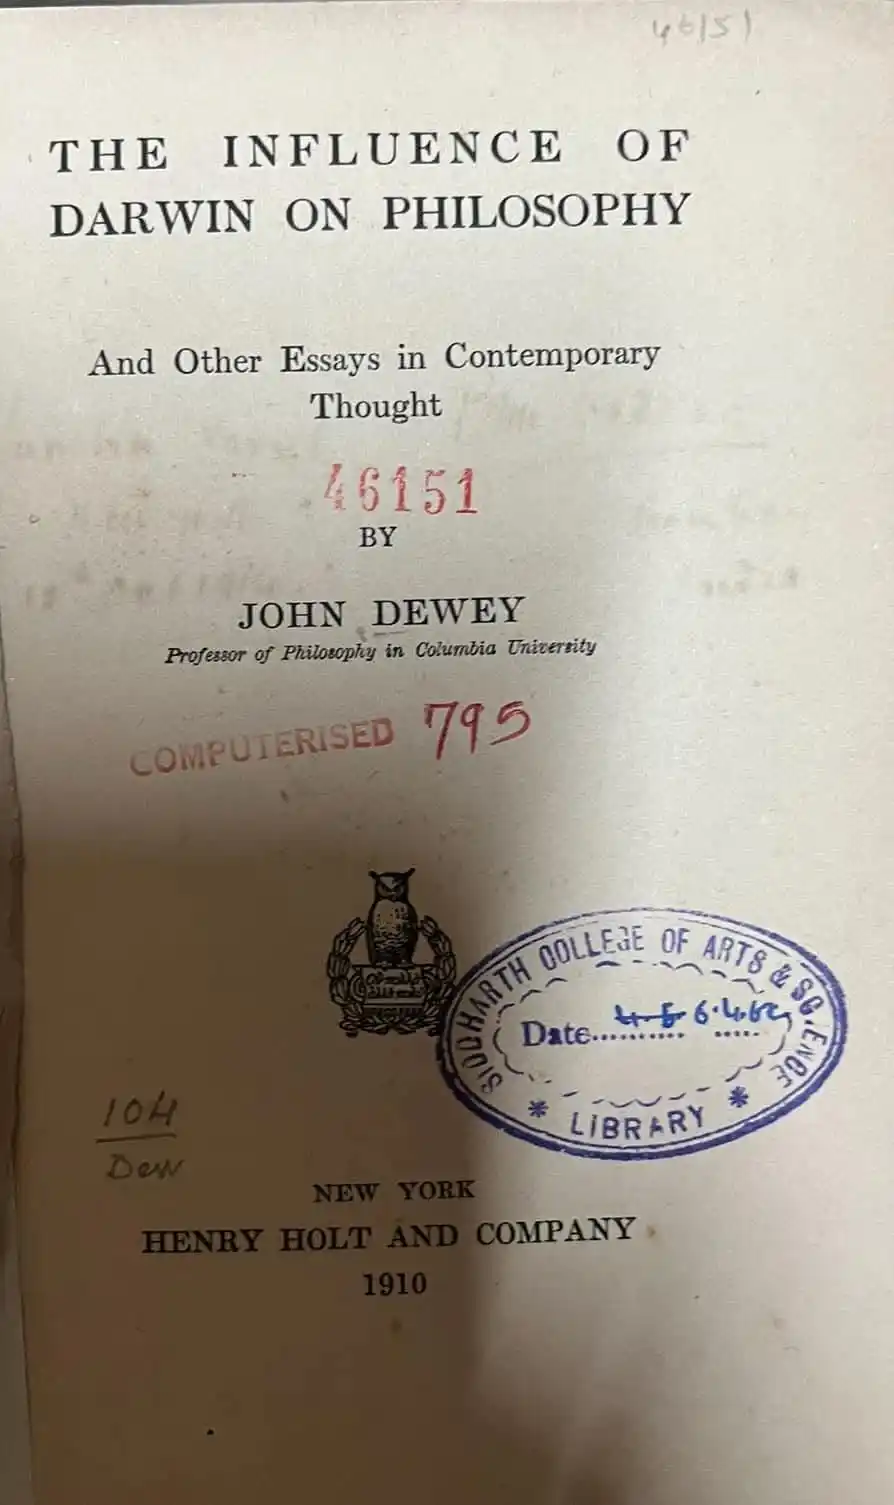 46151
THE INFLUENCE OF
DARWIN ON PHILOSOPHY
And Other Essays in Contemporary
Thought
46151
BY
JOHN DEWEY
Professor of Philosophy in Columbia University
COMPUTERISED 795
SIDDHARTH COLLEGE OF ARTS & SCIENCE
Date
LIBRARY
104
Dew
NEW YORK
HENRY HOLT AND COMPANY
1910